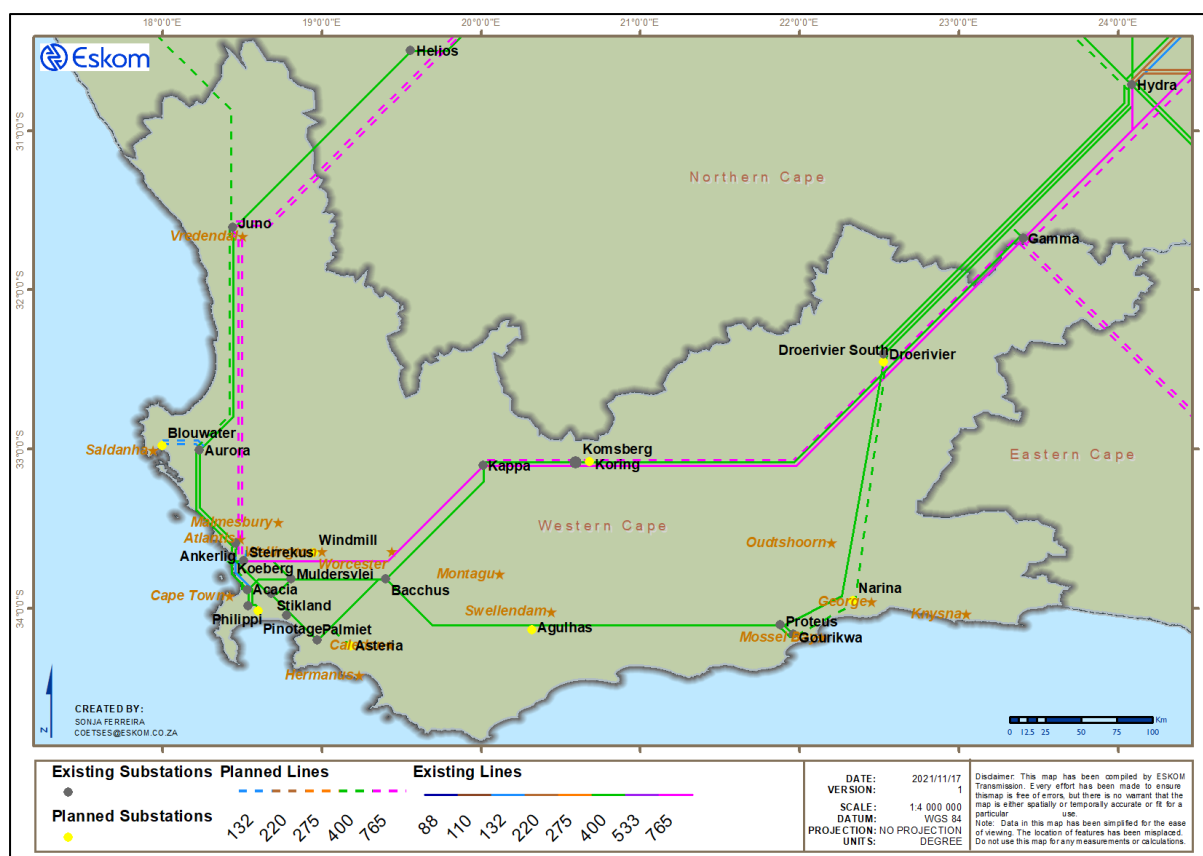 18°0'0"E 19°0'0"E 20°0'0"E 21°0'0"E 22°0'0"E 23°0'0"E 24°0'0"E
Eskom
Helios
Hydra
31°0'0"S
Northern Cape
Juno
Vredendal
Gamma
32°0'0"S
Droerivier South
Droerivier
Blouwater
Saldanha
Aurora
33°0'0"S
Komsberg
Kappa
Koring
Eastern Cape
Malmesbury
Western Cape
Atlantis
Windmill
Oudtshoorn
Ankerlig
Sterrekus
Worcester
Koeberg
Muldersvlei
Montagu
Bacchus
Acacia
Narina
Cape Town
George
Stikland
Swellendam
Knysna
34°0'0"S
Philippi
Agulhas
Proteus
Pinotage
Palmiet
Mossel B
Gourikwa
Asteria
Hermanus
CREATED BY:
SONJA FERREIRA
COETSES@ESKOM.CO.ZA
N
Km
0 12.5 25 50 75 100
Existing Substations Planned Lines Existing Lines
Planned Substations
132 220 275 400 765
88 110 132 220 275 400 533 765
DATE: 2021/11/17
VERSION: 1
SCALE: 1:4 000 000
DATUM: WGS 84
PROJECTION: NO PROJECTION
UNITS: DEGREE
Disclaimer: This map has been compiled by ESKOM
Transmission. Every effort has been made to ensure
thismap is free of errors, but there is no warrant that the
map is either spatially or temporally accurate or fit for a
particular use.
Note: Data in this map has been simplified for the ease
of viewing. The location of features has been misplaced.
Do not use this map for any measurements or calculations.